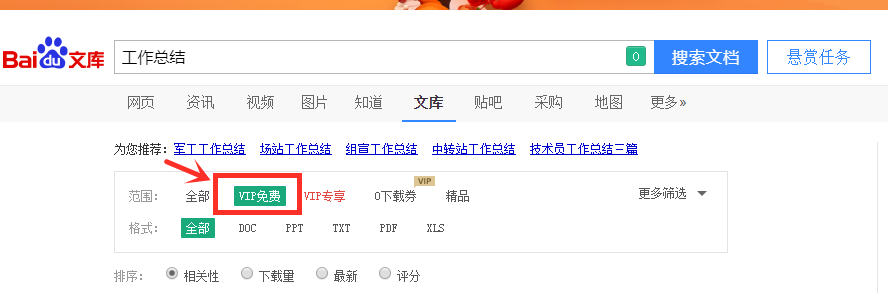 Bai du 文库 工作总结 0 搜索文档 悬赏任务
网页 资讯 视频 图片 知道 文库 贴吧 采购 地图 更多»
为您推荐: 军工工作总结 场站工作总结 组宣工作总结 中转站工作总结 技术员工作总结三篇
VIP
范围: 全部 VIP免费 VIP专享 0下载券 精品 更多筛选
格式: 全部 DOC PPT TXT PDF XLS
排序: 相关性 下载量 最新 评分